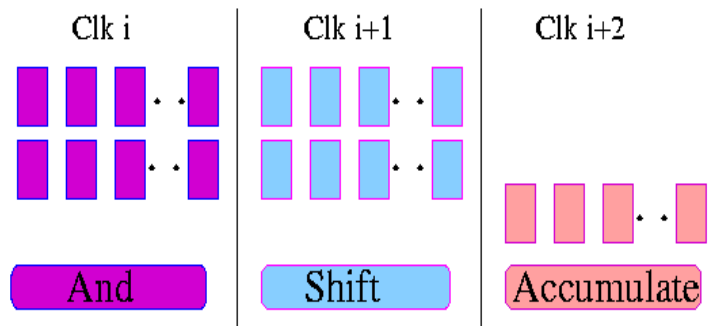 Clk i
Clk i+1
Clk i+2
And
Shift
Accumulate